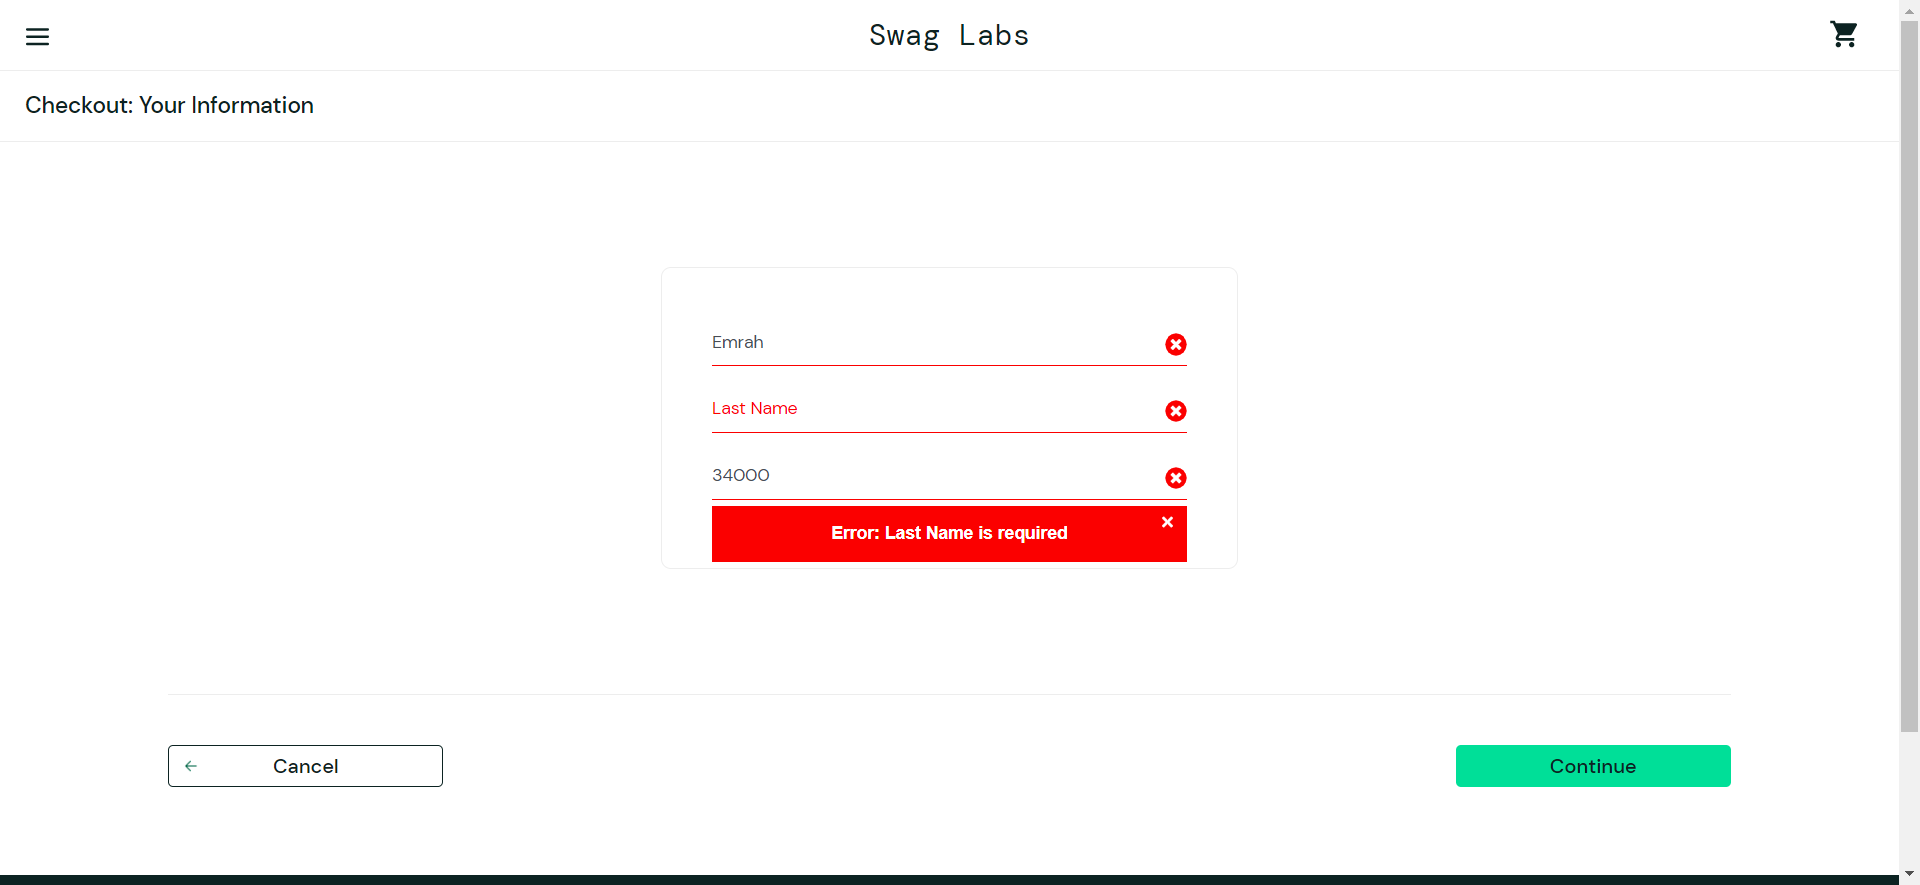 Swag Labs
Checkout: Your Information
Emrah
Last Name
34000
Error: Last Name is required
Cancel
Continue